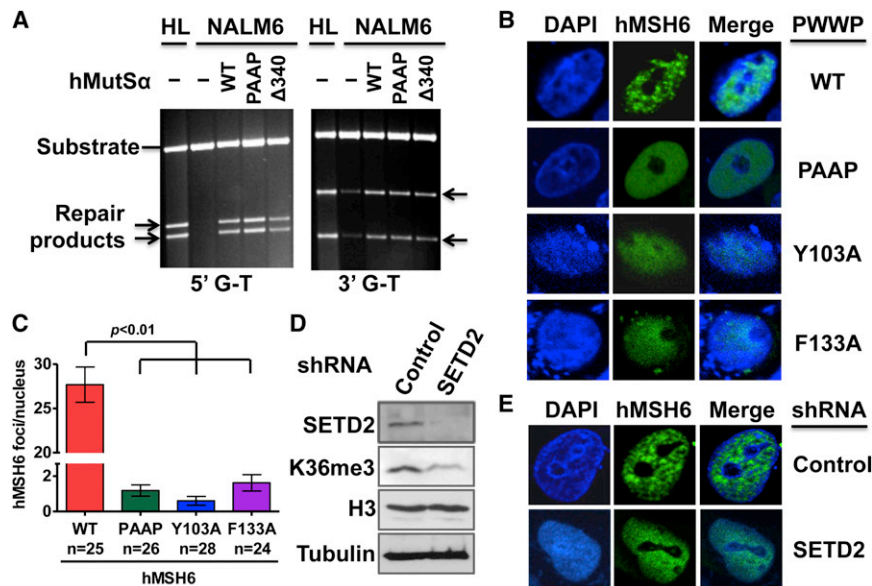 A
HL NALM6 HL NALM6
hMutSα – – WT PAAP Δ340 – – WT PAAP Δ340
Substrate
Repair
products
5' G-T 3' G-T
B
DAPI hMSH6 Merge PWWP
WT
PAAP
Y103A
F133A
C
p<0.01
hMSH6 foci/nucleus
30
25
20
2
0
WT PAAP Y103A F133A
n=25 n=26 n=28 n=24
hMSH6
D
shRNA Control SETD2
SETD2
K36me3
H3
Tubulin
E
DAPI hMSH6 Merge shRNA
Control
SETD2